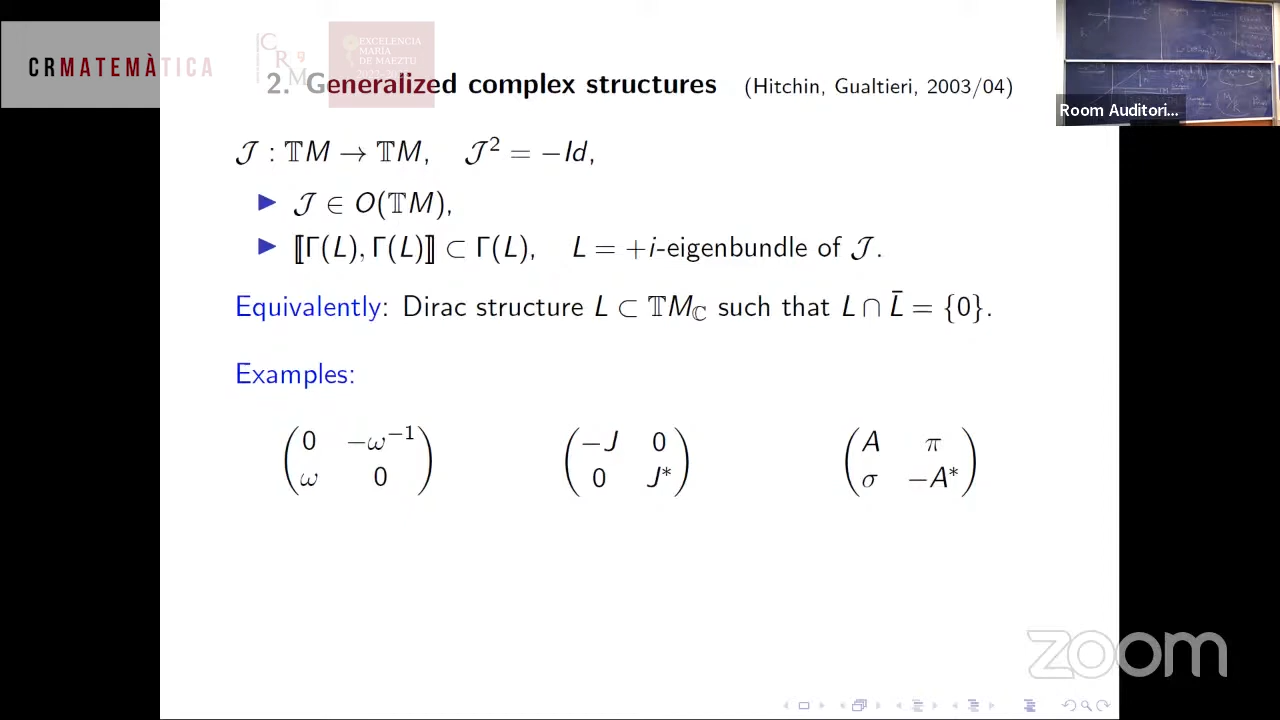 CRMATEMÀTICA
CRM
EXCELENCIA
MARÍA
DE MAEZTU
2. Generalized complex structures (Hitchin, Gualtieri, 2003/04)
Room Auditori...
𝒥 : 𝕋M → 𝕋M, 𝒥² = −Id,
▶ 𝒥 ∈ O(𝕋M),
▶ ⟦Γ(L), Γ(L)⟧ ⊂ Γ(L), L = +i-eigenbundle of 𝒥.
Equivalently: Dirac structure L ⊂ 𝕋M_ℂ such that L ∩ L̄ = {0}.
Examples:
(0 −ω⁻¹) (−J 0) (A π)
(ω 0) (0 J*) (σ −A*)
zoom